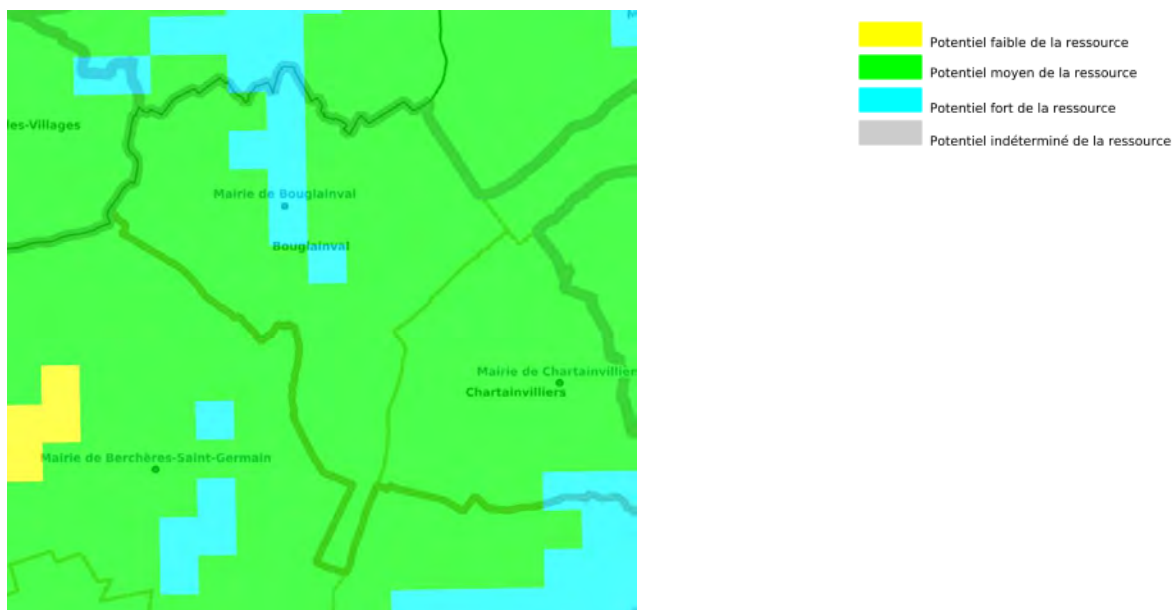 les-Villages
Mairie de Bouglainval
Bouglainval
Mairie de Chartainvillier
Chartainvilliers
Mairie de Berchères-Saint-Germain
Potentiel faible de la ressource
Potentiel moyen de la ressource
Potentiel fort de la ressource
Potentiel indéterminé de la ressource